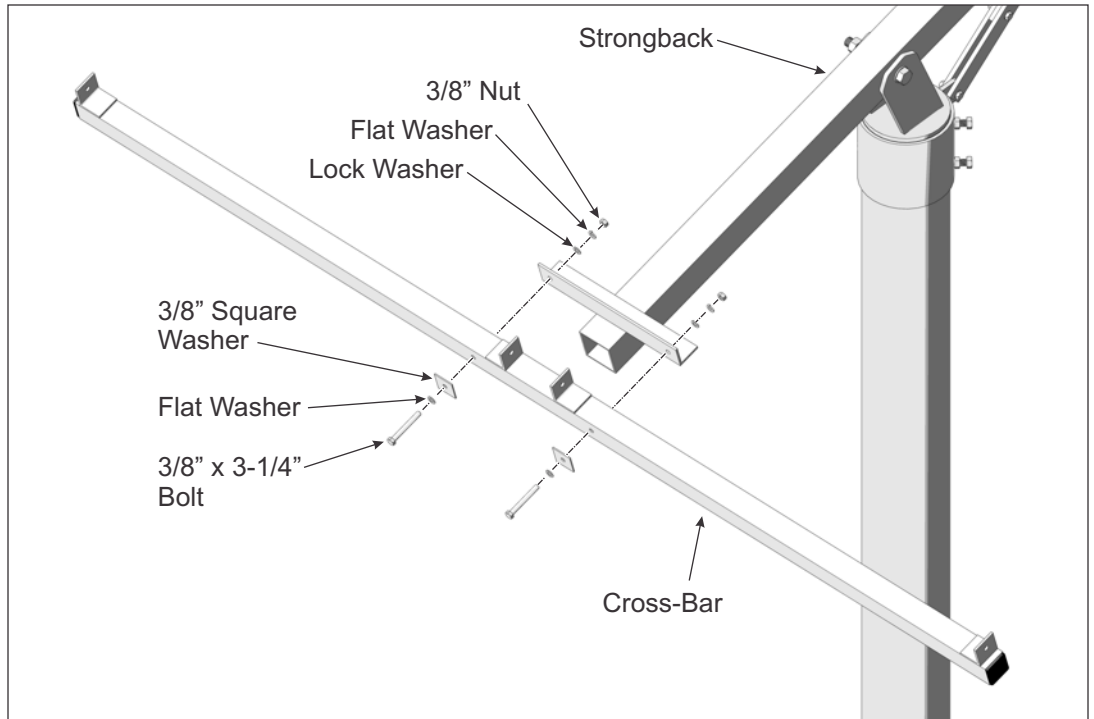 Strongback
3/8” Nut
Flat Washer
Lock Washer
3/8” Square
Washer
Flat Washer
3/8” x 3-1/4”
Bolt
Cross-Bar